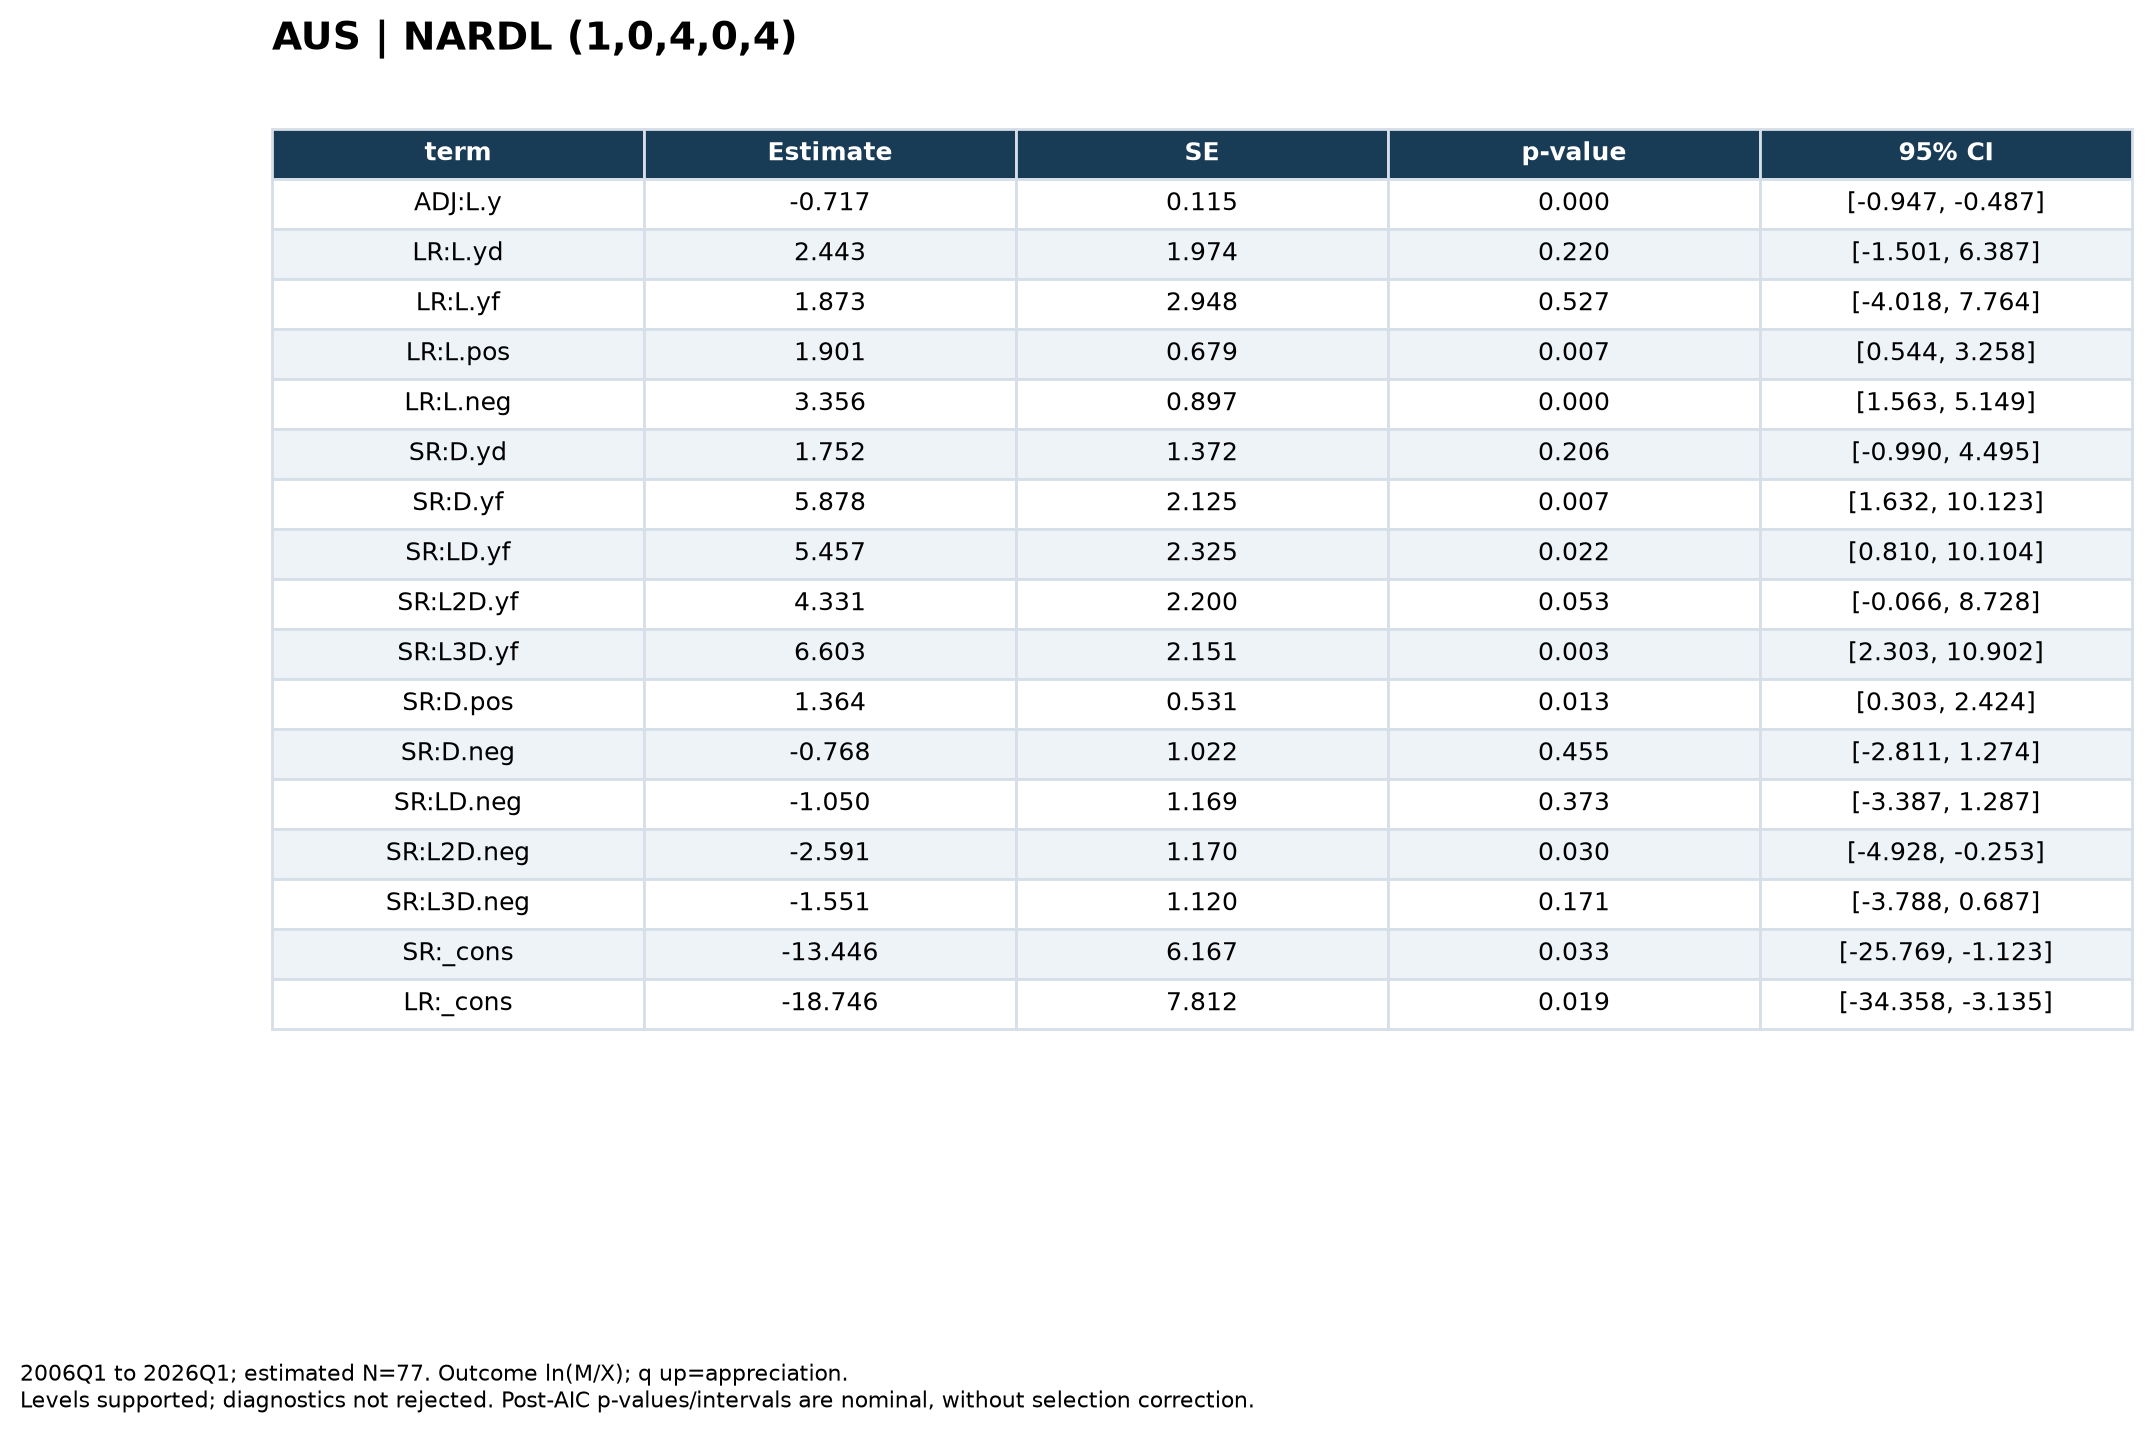 AUS | NARDL (1,0,4,0,4)
term Estimate SE p-value 95% CI
ADJ:L.y -0.717 0.115 0.000 [-0.947, -0.487]
LR:L.yd 2.443 1.974 0.220 [-1.501, 6.387]
LR:L.yf 1.873 2.948 0.527 [-4.018, 7.764]
LR:L.pos 1.901 0.679 0.007 [0.544, 3.258]
LR:L.neg 3.356 0.897 0.000 [1.563, 5.149]
SR:D.yd 1.752 1.372 0.206 [-0.990, 4.495]
SR:D.yf 5.878 2.125 0.007 [1.632, 10.123]
SR:LD.yf 5.457 2.325 0.022 [0.810, 10.104]
SR:L2D.yf 4.331 2.200 0.053 [-0.066, 8.728]
SR:L3D.yf 6.603 2.151 0.003 [2.303, 10.902]
SR:D.pos 1.364 0.531 0.013 [0.303, 2.424]
SR:D.neg -0.768 1.022 0.455 [-2.811, 1.274]
SR:LD.neg -1.050 1.169 0.373 [-3.387, 1.287]
SR:L2D.neg -2.591 1.170 0.030 [-4.928, -0.253]
SR:L3D.neg -1.551 1.120 0.171 [-3.788, 0.687]
SR:_cons -13.446 6.167 0.033 [-25.769, -1.123]
LR:_cons -18.746 7.812 0.019 [-34.358, -3.135]
2006Q1 to 2026Q1; estimated N=77. Outcome ln(M/X); q up=appreciation.
Levels supported; diagnostics not rejected. Post-AIC p-values/intervals are nominal, without selection correction.